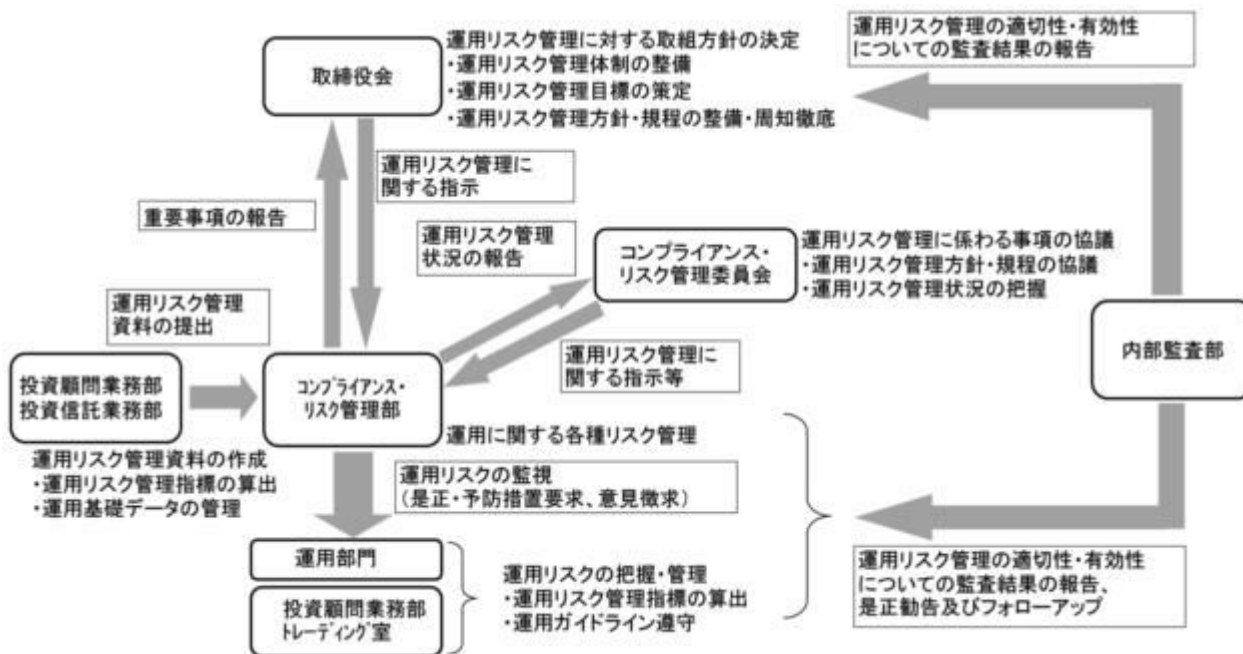 取締役会
運用リスク管理に対する取組方針の決定
・運用リスク管理体制の整備
・運用リスク管理目標の策定
・運用リスク管理方針・規程の整備・周知徹底
運用リスク管理の適切性・有効性
についての監査結果の報告
運用リスク管理に
関する指示
重要事項の報告
運用リスク管理
状況の報告
コンプライアンス・
リスク管理委員会
運用リスク管理に係わる事項の協議
・運用リスク管理方針・規程の協議
・運用リスク管理状況の把握
運用リスク管理
資料の提出
運用リスク管理に
関する指示等
内部監査部
投資顧問業務部
投資信託業務部
コンプライアンス・
リスク管理部
運用に関する各種リスク管理
運用リスク管理資料の作成
・運用リスク管理指標の算出
・運用基礎データの管理
運用リスクの監視
(是正・予防措置要求、意見徴求)
運用部門
投資顧問業務部
トレーディング室
運用リスクの把握・管理
・運用リスク管理指標の算出
・運用ガイドライン遵守
運用リスク管理の適切性・有効性
についての監査結果の報告、
是正勧告及びフォローアップ